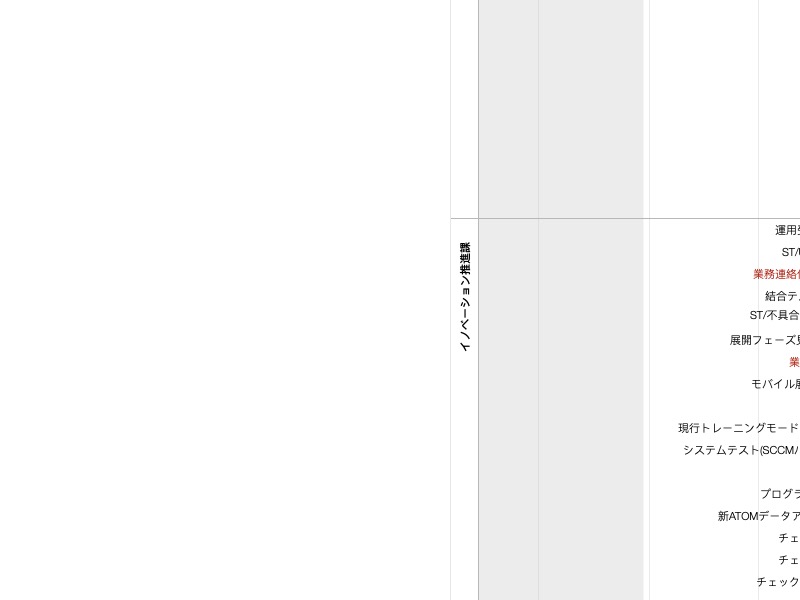 イノベーション推進課
運用
ST/
業務連絡
結合テ
ST/不具合
展開フェーズ
業
モバイル
現行トレーニングモード
システムテスト(SCCM/
プログラ
新ATOMデータア
チェ
チェ
チェック